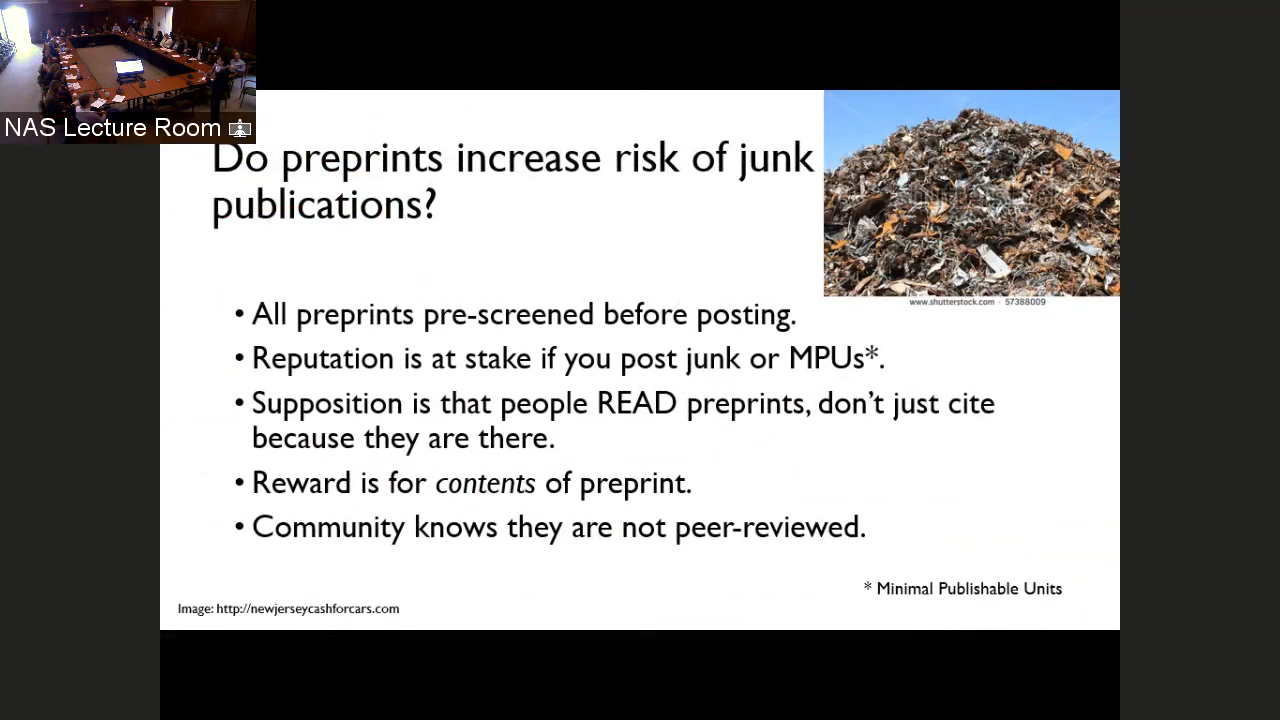 NAS Lecture Room
Do preprints increase risk of junk
publications?
www.shutterstock.com · 57388009
• All preprints pre-screened before posting.
• Reputation is at stake if you post junk or MPUs*.
• Supposition is that people READ preprints, don't just cite
because they are there.
• Reward is for contents of preprint.
• Community knows they are not peer-reviewed.
* Minimal Publishable Units
Image: http://newjerseycashforcars.com